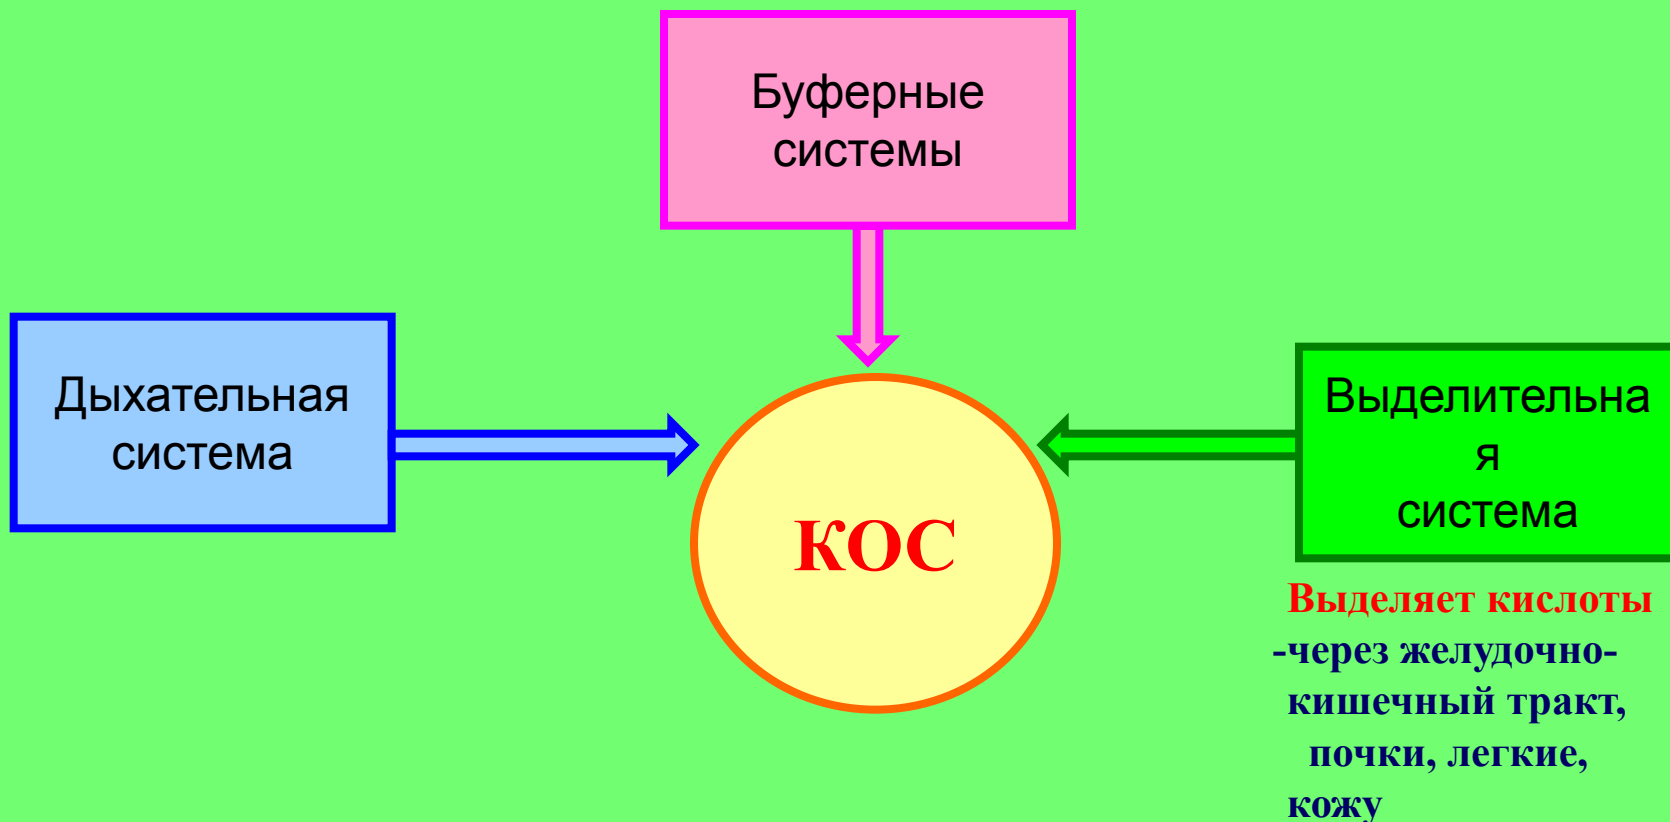 Буферные
системы
Дыхательная
система
КОС
Выделительна
я
система
Выделяет кислоты
-через желудочно-
кишечный тракт,
почки, легкие,
кожу